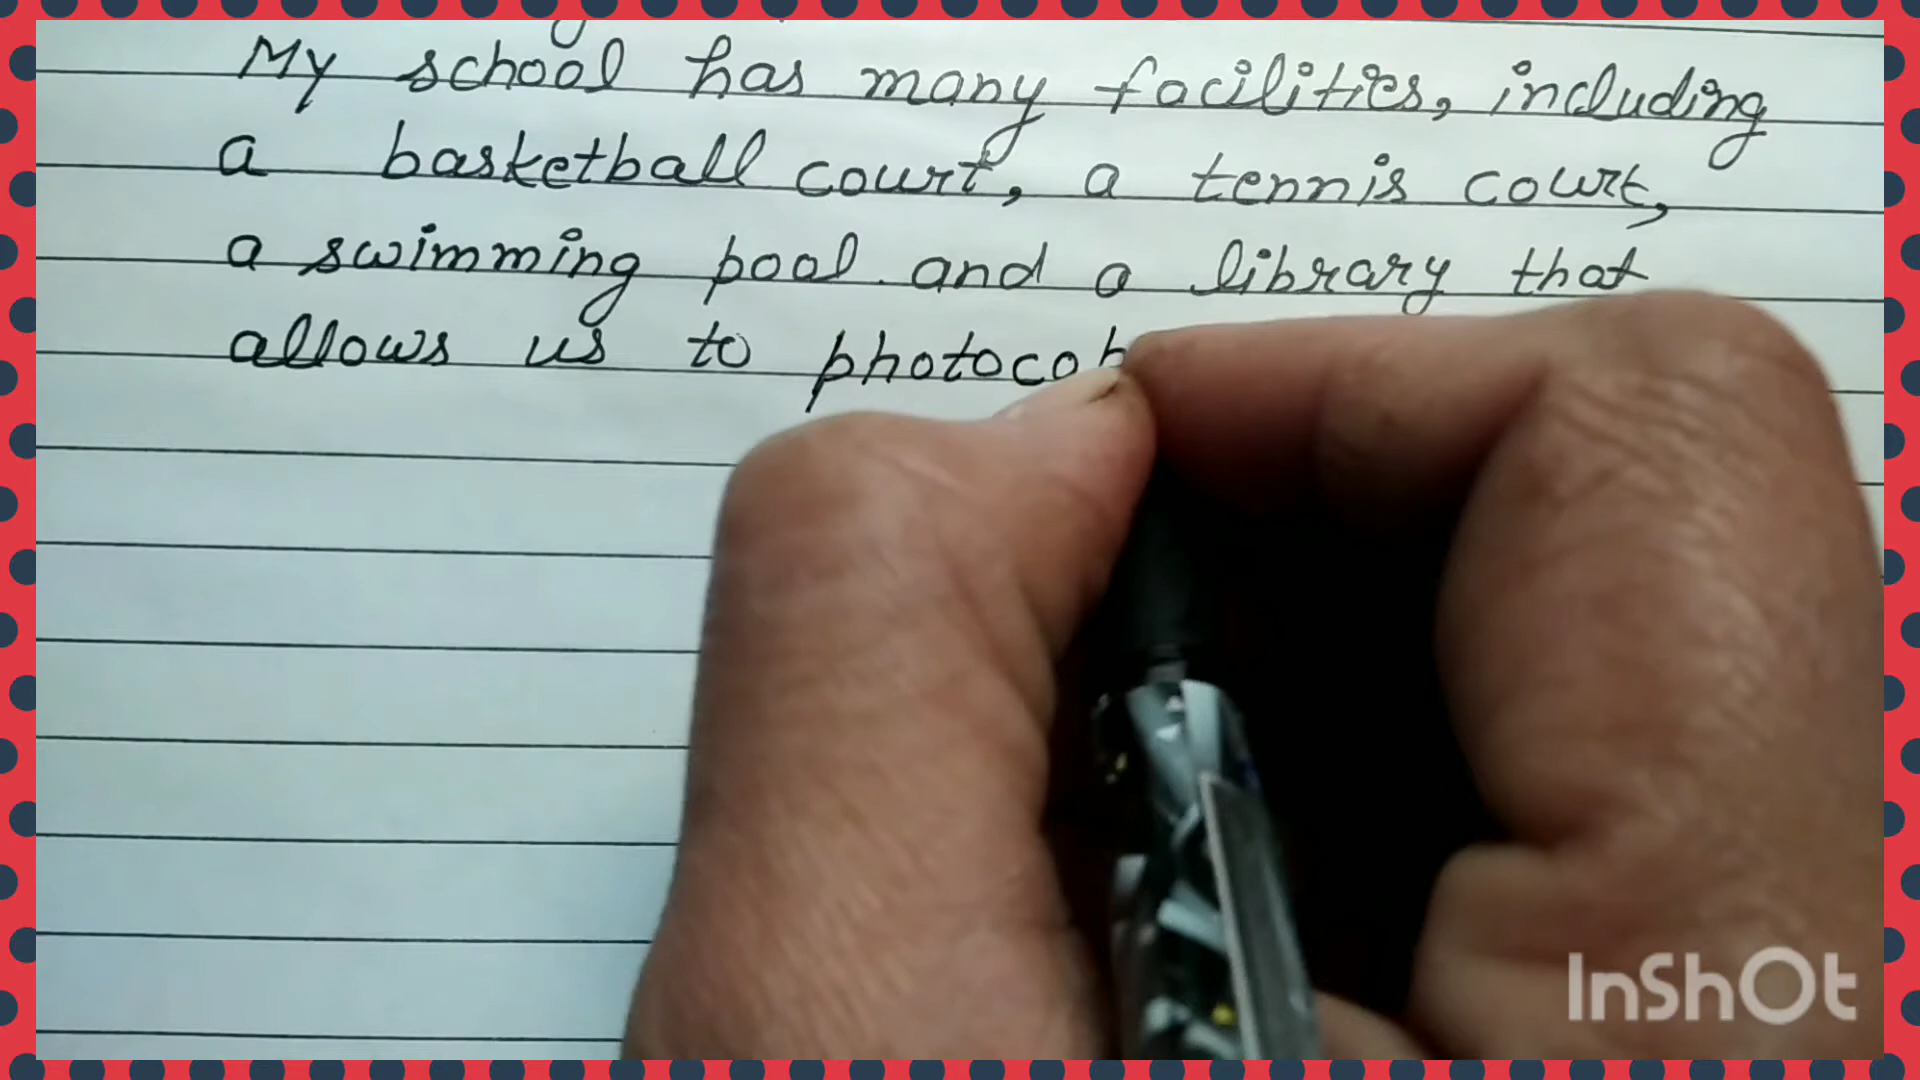 My school has many facilities, including
a basketball court, a tennis court,
a swimming pool and a library that
allows us to photocop
InShOt